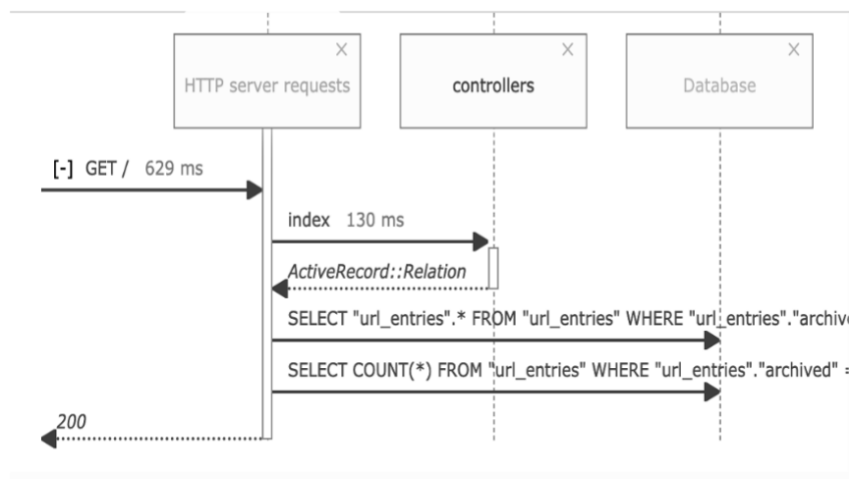 HTTP server requests
controllers
Database
[-] GET / 629 ms
index 130 ms
ActiveRecord::Relation
SELECT "url_entries".* FROM "url_entries" WHERE "url_entries"."archiv
SELECT COUNT(*) FROM "url_entries" WHERE "url_entries"."archived" =
200